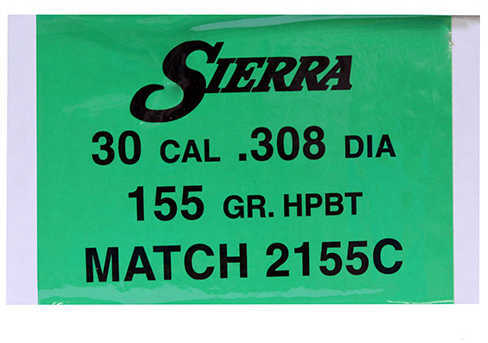 SIERRA
30 CAL .308 DIA
155 GR. HPBT
MATCH 2155C